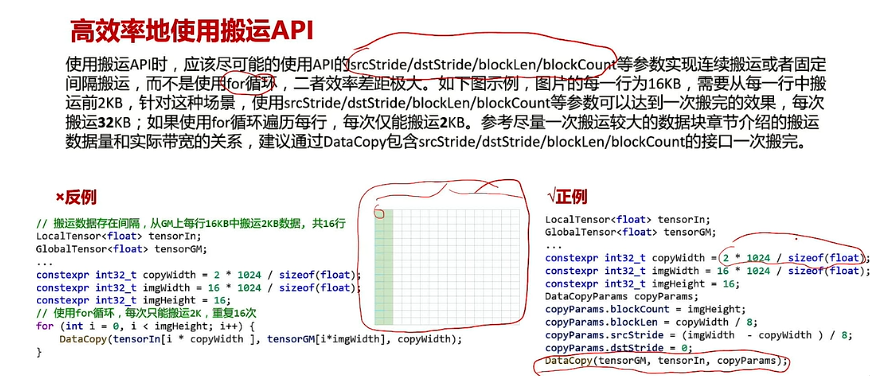 高效率地使用搬运API
使用搬运API时，应该尽可能的使用API的srcStride/dstStride/blockLen/blockCount等参数实现连续搬运或者固定
间隔搬运，而不是使用for循环，二者效率差距极大。如下图示例，图片的每一行为16KB，需要从每一行中搬
运前2KB，针对这种场景，使用srcStride/dstStride/blockLen/blockCount等参数可以达到一次搬完的效果，每次
搬运32KB；如果使用for循环遍历每行，每次仅能搬运2KB。参考尽量一次搬运较大的数据块章节介绍的搬运
数据量和实际带宽的关系，建议通过DataCopy包含srcStride/dstStride/blockLen/blockCount的接口一次搬完。
×反例
// 搬运数据存在间隔，从GM上每行16KB中搬运2KB数据, 共16行
LocalTensor<float> tensorIn;
GlobalTensor<float> tensorGM;
...
constexpr int32_t copyWidth = 2 * 1024 / sizeof(float);
constexpr int32_t imgWidth = 16 * 1024 / sizeof(float);
constexpr int32_t imgHeight = 16;
// 使用for循环，每次只能搬运2K，重复16次
for (int i = 0, i < imgHeight; i++) {
DataCopy(tensorIn[i * copyWidth ], tensorGM[i*imgWidth], copyWidth);
}
√正例
LocalTensor<float> tensorIn;
GlobalTensor<float> tensorGM;
...
constexpr int32_t copyWidth = 2 * 1024 / sizeof(float);
constexpr int32_t imgWidth = 16 * 1024 / sizeof(float);
constexpr int32_t imgHeight = 16;
DataCopyParams copyParams;
copyParams.blockCount = imgHeight;
copyParams.blockLen = copyWidth / 8;
copyParams.srcStride = (imgWidth - copyWidth ) / 8;
copyParams.dstStride = 0;
DataCopy(tensorGM, tensorIn, copyParams);